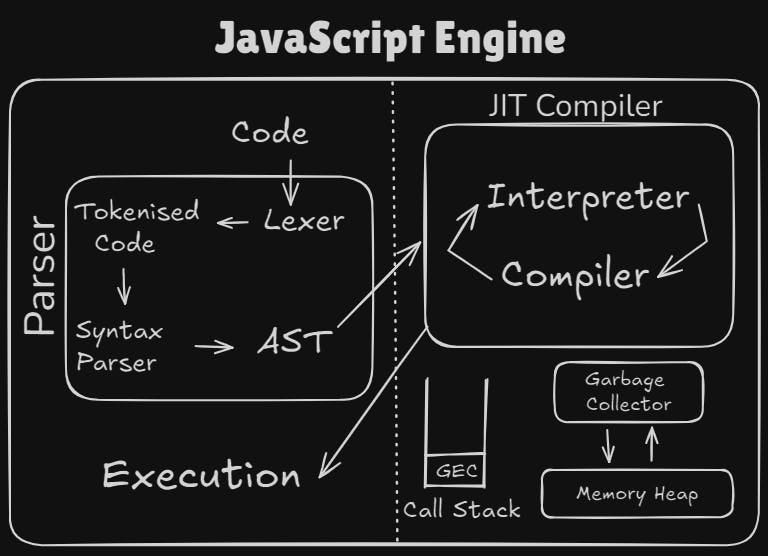 JavaScript Engine
Parser
Code
Lexer
Tokenised
Code
Syntax
Parser
AST
Execution
JIT Compiler
Interpreter
Compiler
GEC
Call Stack
Garbage
Collector
Memory Heap